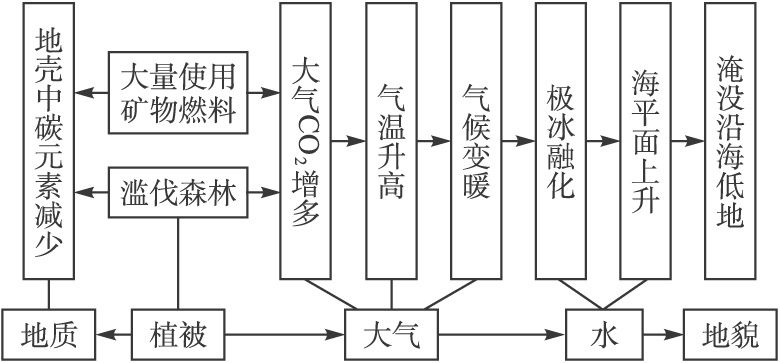 地壳中碳元素减少
大量使用
矿物燃料
滥伐森林
大气CO₂增多
气温升高
气候变暖
极冰融化
海平面上升
淹没沿海低地
地质
植被
大气
水
地貌